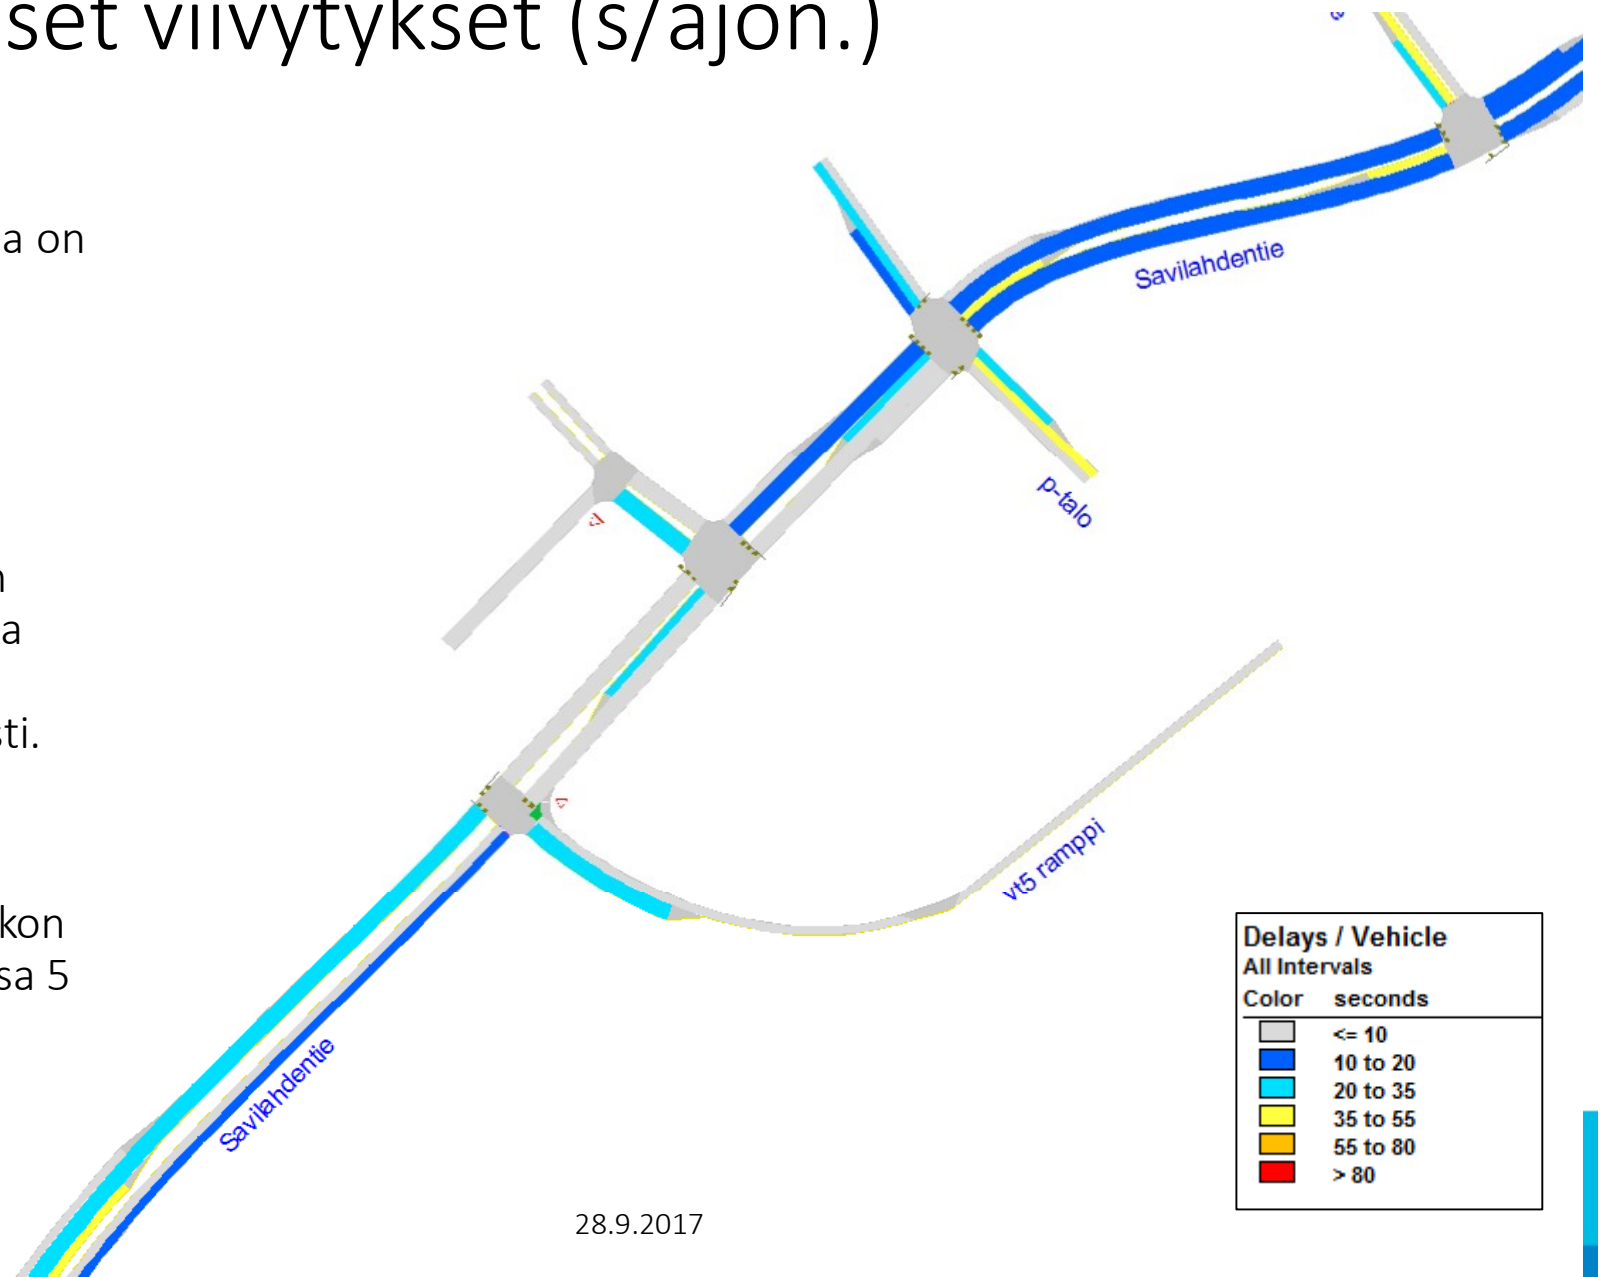 set viivytykset (s/ajon.)
a on
n
a
sti.
kon
sa 5
Savilahdentie
p-talo
vt5 ramppi
Savilahdentie
Delays / Vehicle
All Intervals
Color seconds
<= 10
10 to 20
20 to 35
35 to 55
55 to 80
> 80
28.9.2017